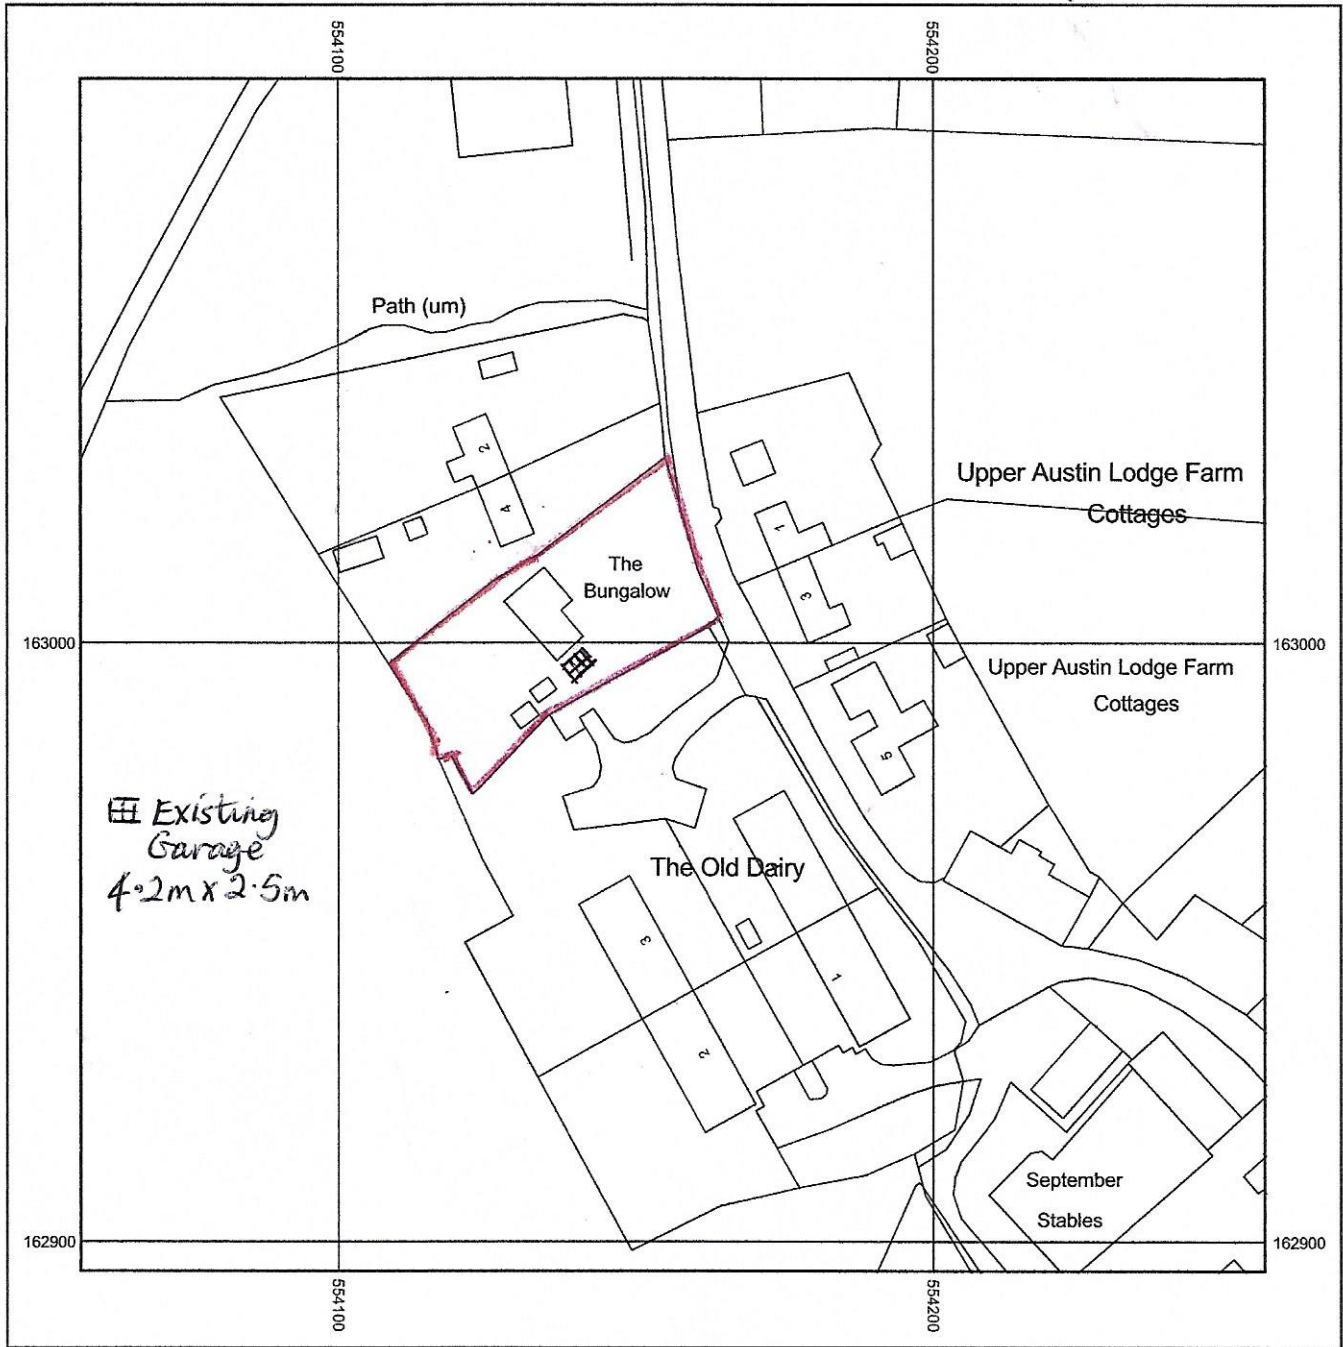 554100
554200
Path (um)
2
4
Upper Austin Lodge Farm
Cottages
1
3
The
Bungalow
163000
163000
Upper Austin Lodge Farm
Cottages
5
Existing
Garage
4.2m x 2.5m
The Old Dairy
3
1
2
September
Stables
162900
162900
554100
554200